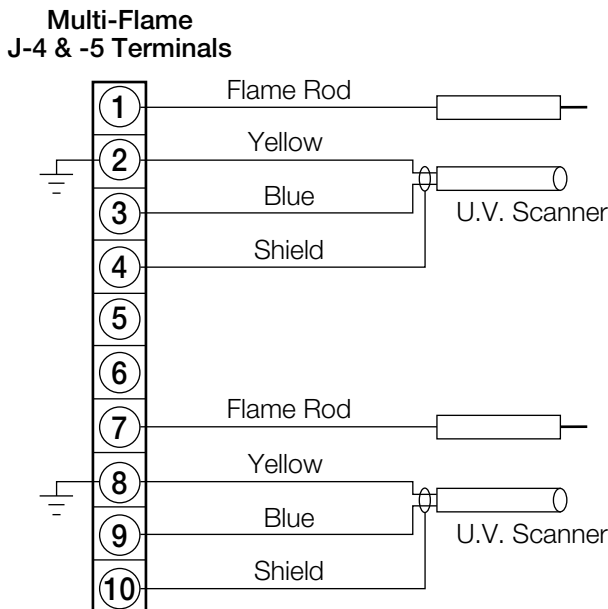 Multi-Flame
J-4 & -5 Terminals
1 Flame Rod
2 Yellow
3 Blue
U.V. Scanner
4 Shield
5
6
7 Flame Rod
8 Yellow
9 Blue
U.V. Scanner
10 Shield